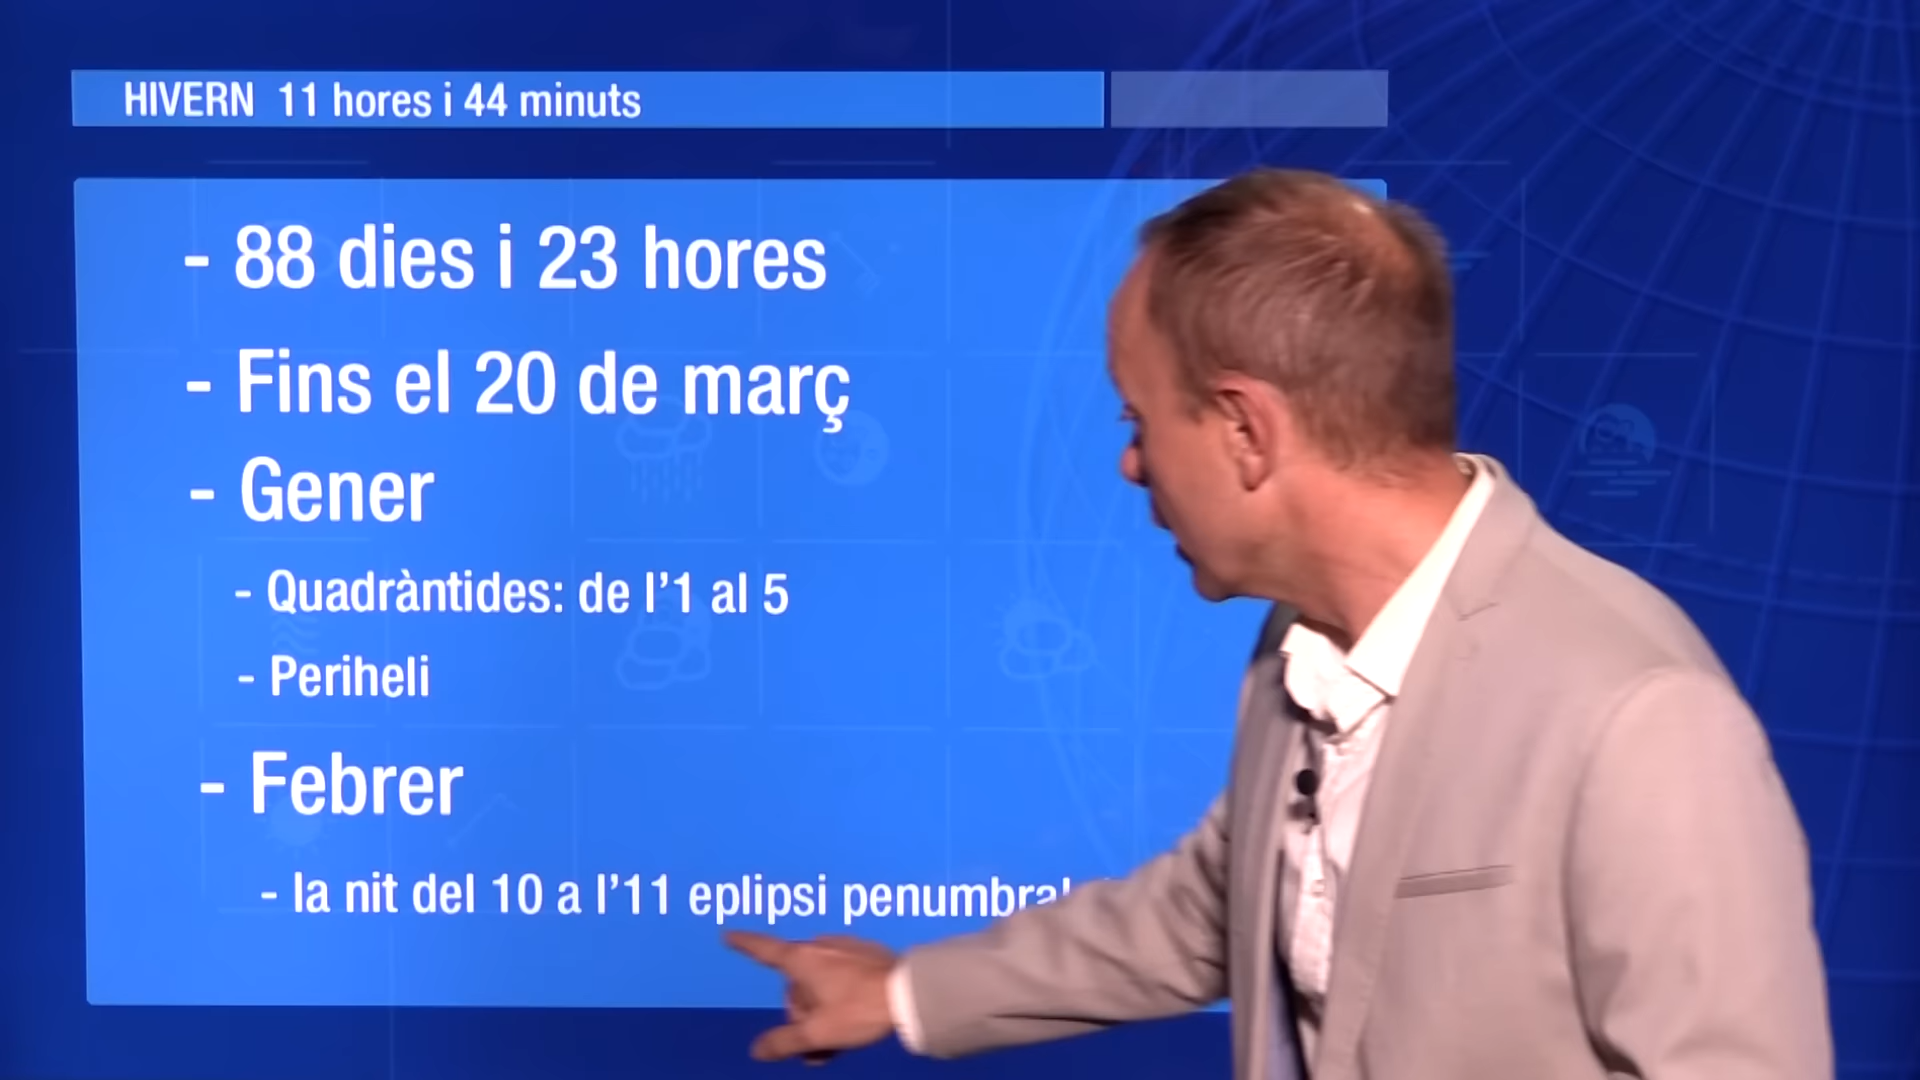 HIVERN 11 hores i 44 minuts
- 88 dies i 23 hores
- Fins el 20 de març
- Gener
- Quadràntides: de l'1 al 5
- Periheli
- Febrer
- la nit del 10 a l'11 eplipsi penumbral